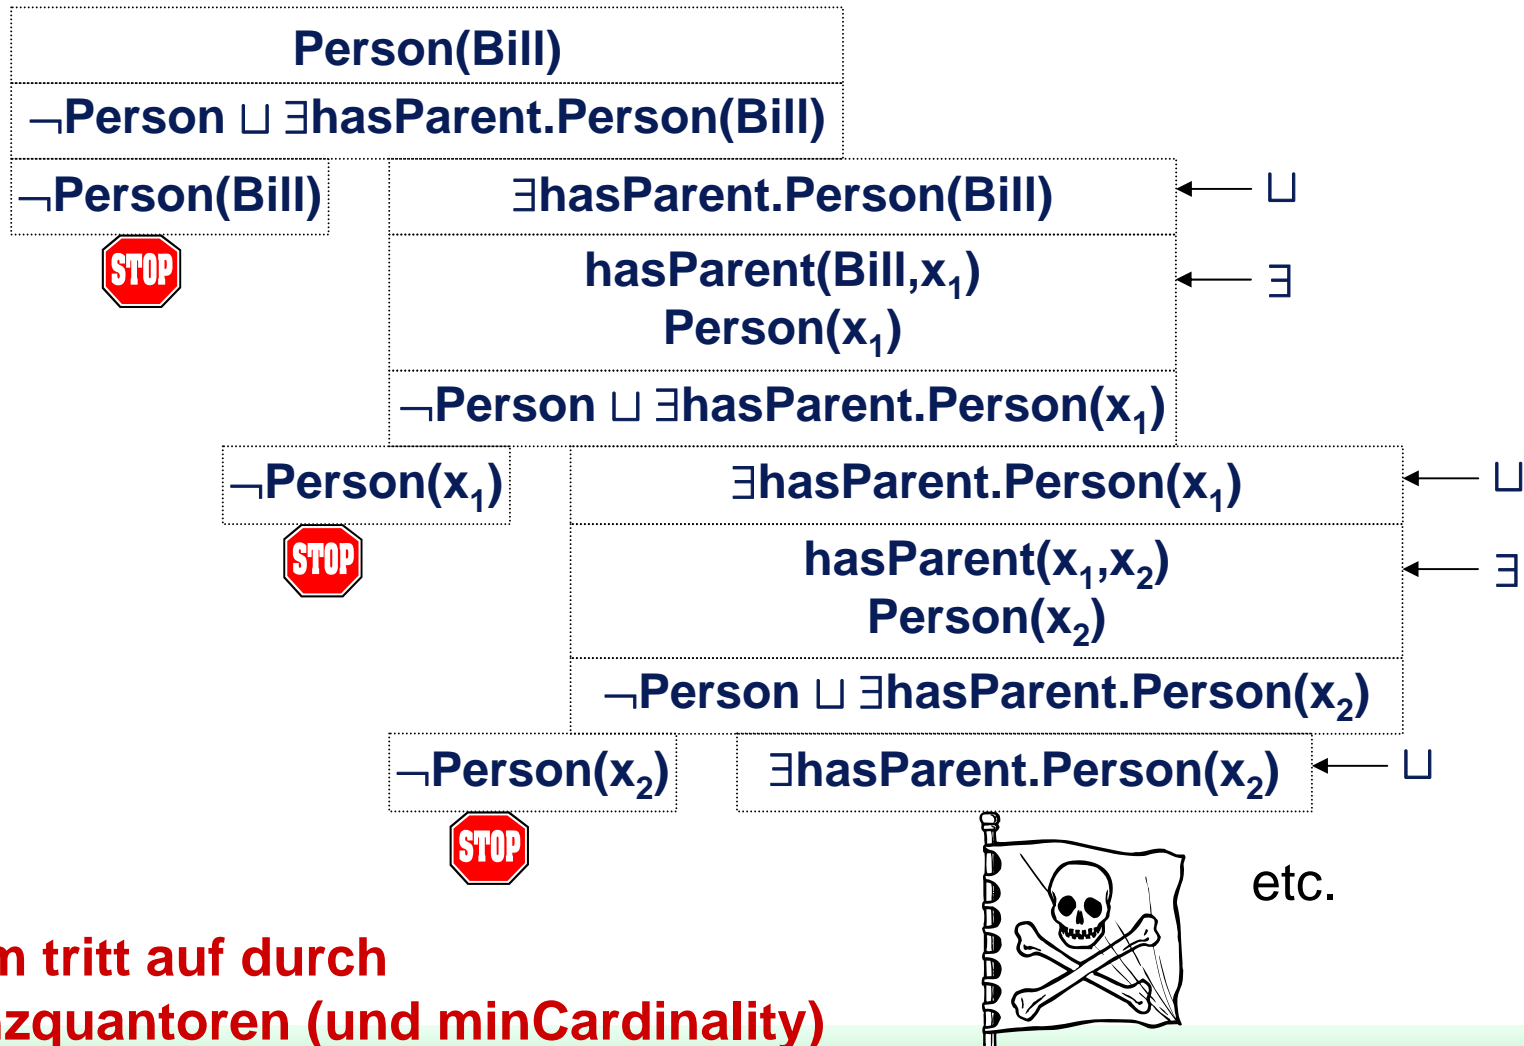 Person(Bill)
¬Person ⊔ ∃hasParent.Person(Bill)
¬Person(Bill) ∃hasParent.Person(Bill) ⊔
STOP
hasParent(Bill,x₁) ∃
Person(x₁)
¬Person ⊔ ∃hasParent.Person(x₁)
¬Person(x₁) ∃hasParent.Person(x₁) ⊔
STOP
hasParent(x₁,x₂) ∃
Person(x₂)
¬Person ⊔ ∃hasParent.Person(x₂)
¬Person(x₂) ∃hasParent.Person(x₂) ⊔
STOP
etc.
tritt auf durch
(und minCardinality)